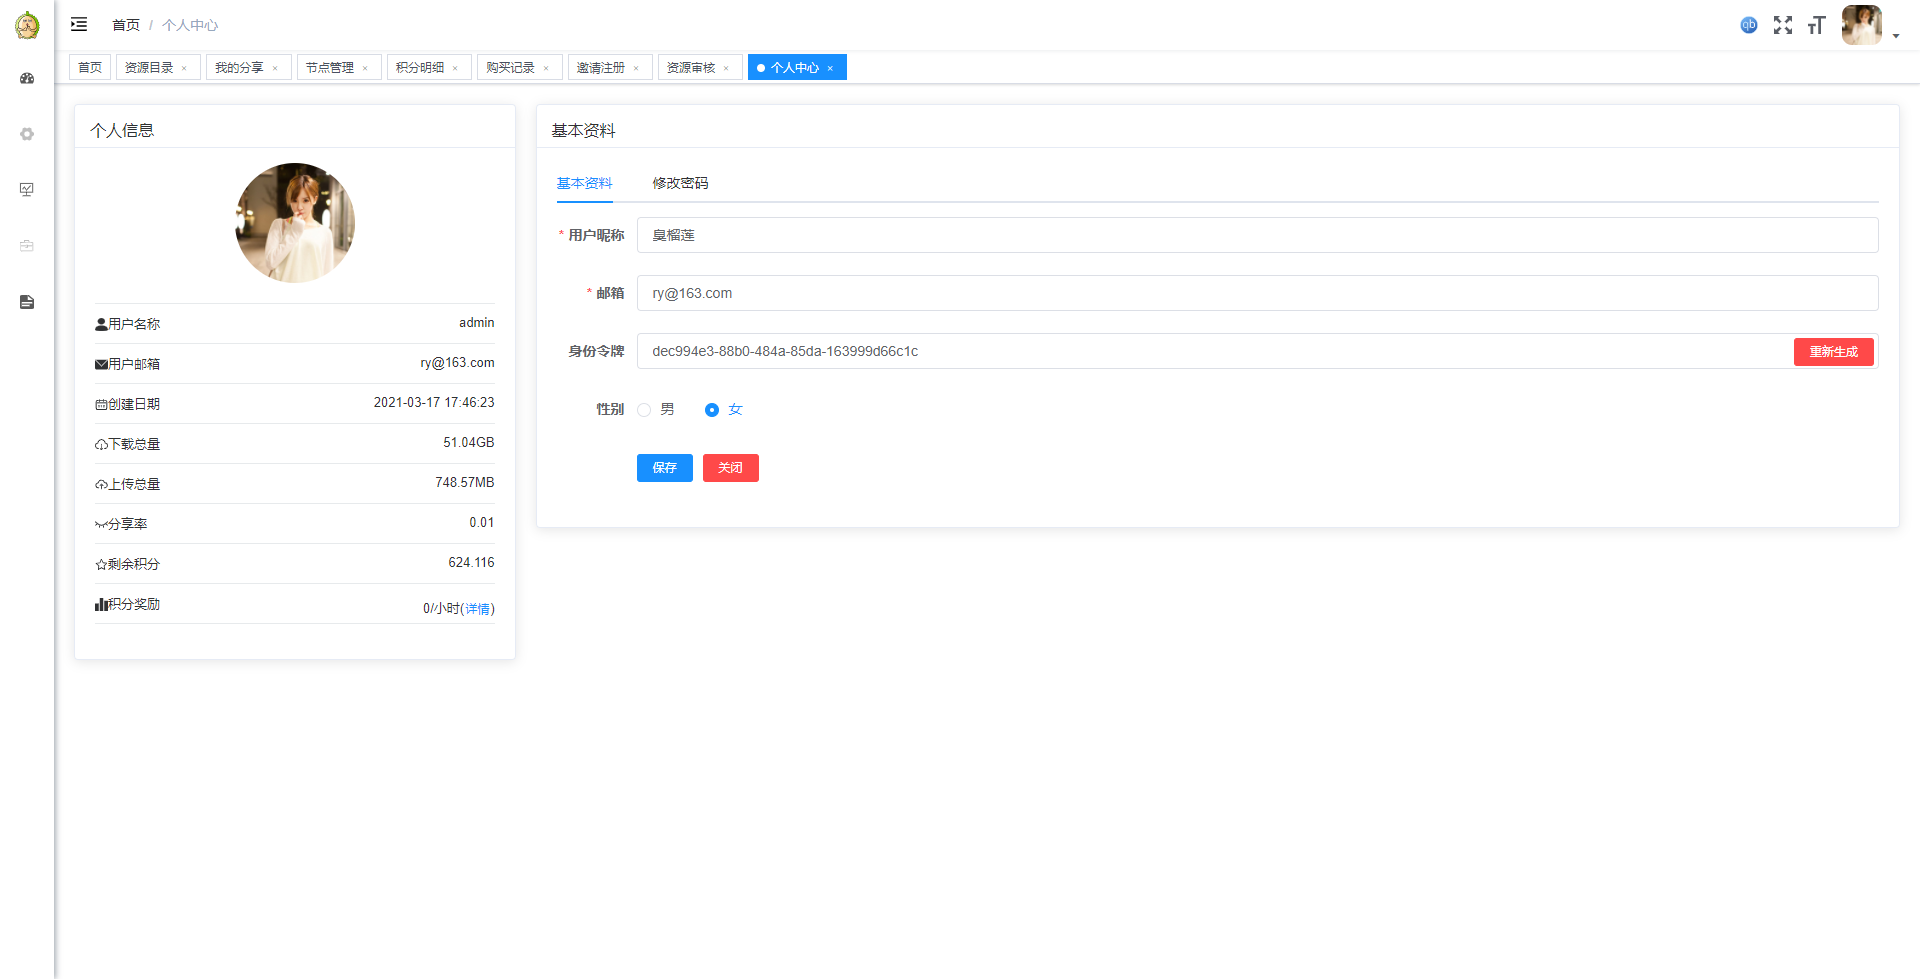 首页 / 个人中心
qb
首页 资源目录 × 我的分享 × 节点管理 × 积分明细 × 购买记录 × 邀请注册 × 资源审核 × 个人中心 ×
个人信息
用户名称 admin
用户邮箱 ry@163.com
创建日期 2021-03-17 17:46:23
下载总量 51.04GB
上传总量 748.57MB
分享率 0.01
剩余积分 624.116
积分奖励 0/小时(详情)
基本资料
基本资料 修改密码
* 用户昵称 臭榴莲
* 邮箱 ry@163.com
身份令牌 dec994e3-88b0-484a-85da-163999d66c1c 重新生成
性别 男 女
保存 关闭